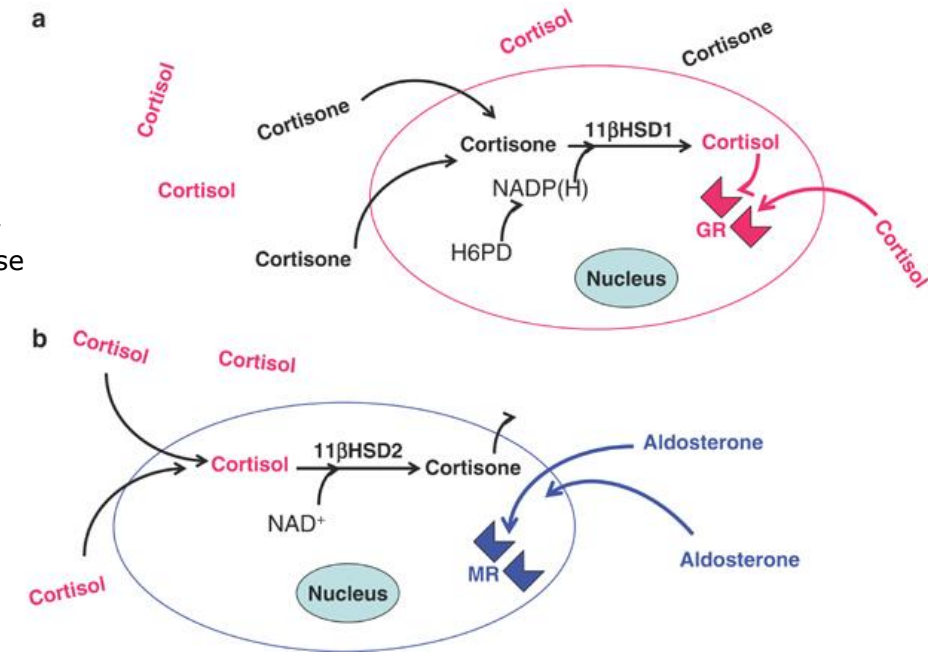 a
Cortisol
Cortisone
Cortisol
Cortisone
Cortisone
11βHSD1
Cortisol
Cortisol
NADP(H)
GR
se
Cortisone
H6PD
Cortisol
Nucleus
b
Cortisol
Cortisol
Cortisol
11βHSD2
Cortisone
Aldosterone
NAD⁺
MR
Aldosterone
Cortisol
Nucleus